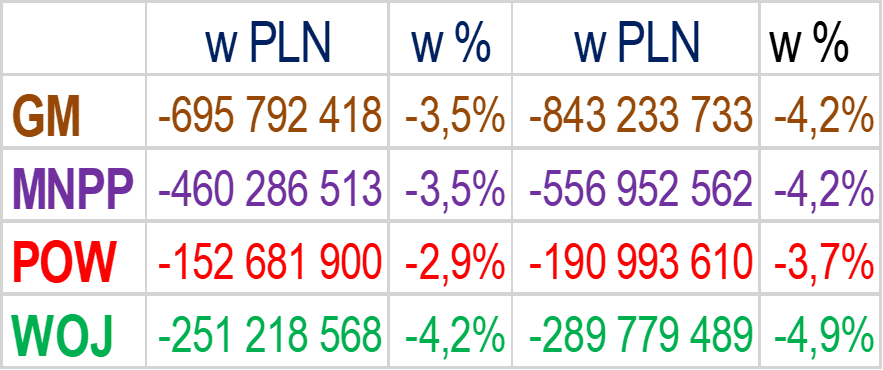 w PLN w % w PLN w %
GM -695 792 418 -3,5% -843 233 733 -4,2%
MNPP -460 286 513 -3,5% -556 952 562 -4,2%
POW -152 681 900 -2,9% -190 993 610 -3,7%
WOJ -251 218 568 -4,2% -289 779 489 -4,9%